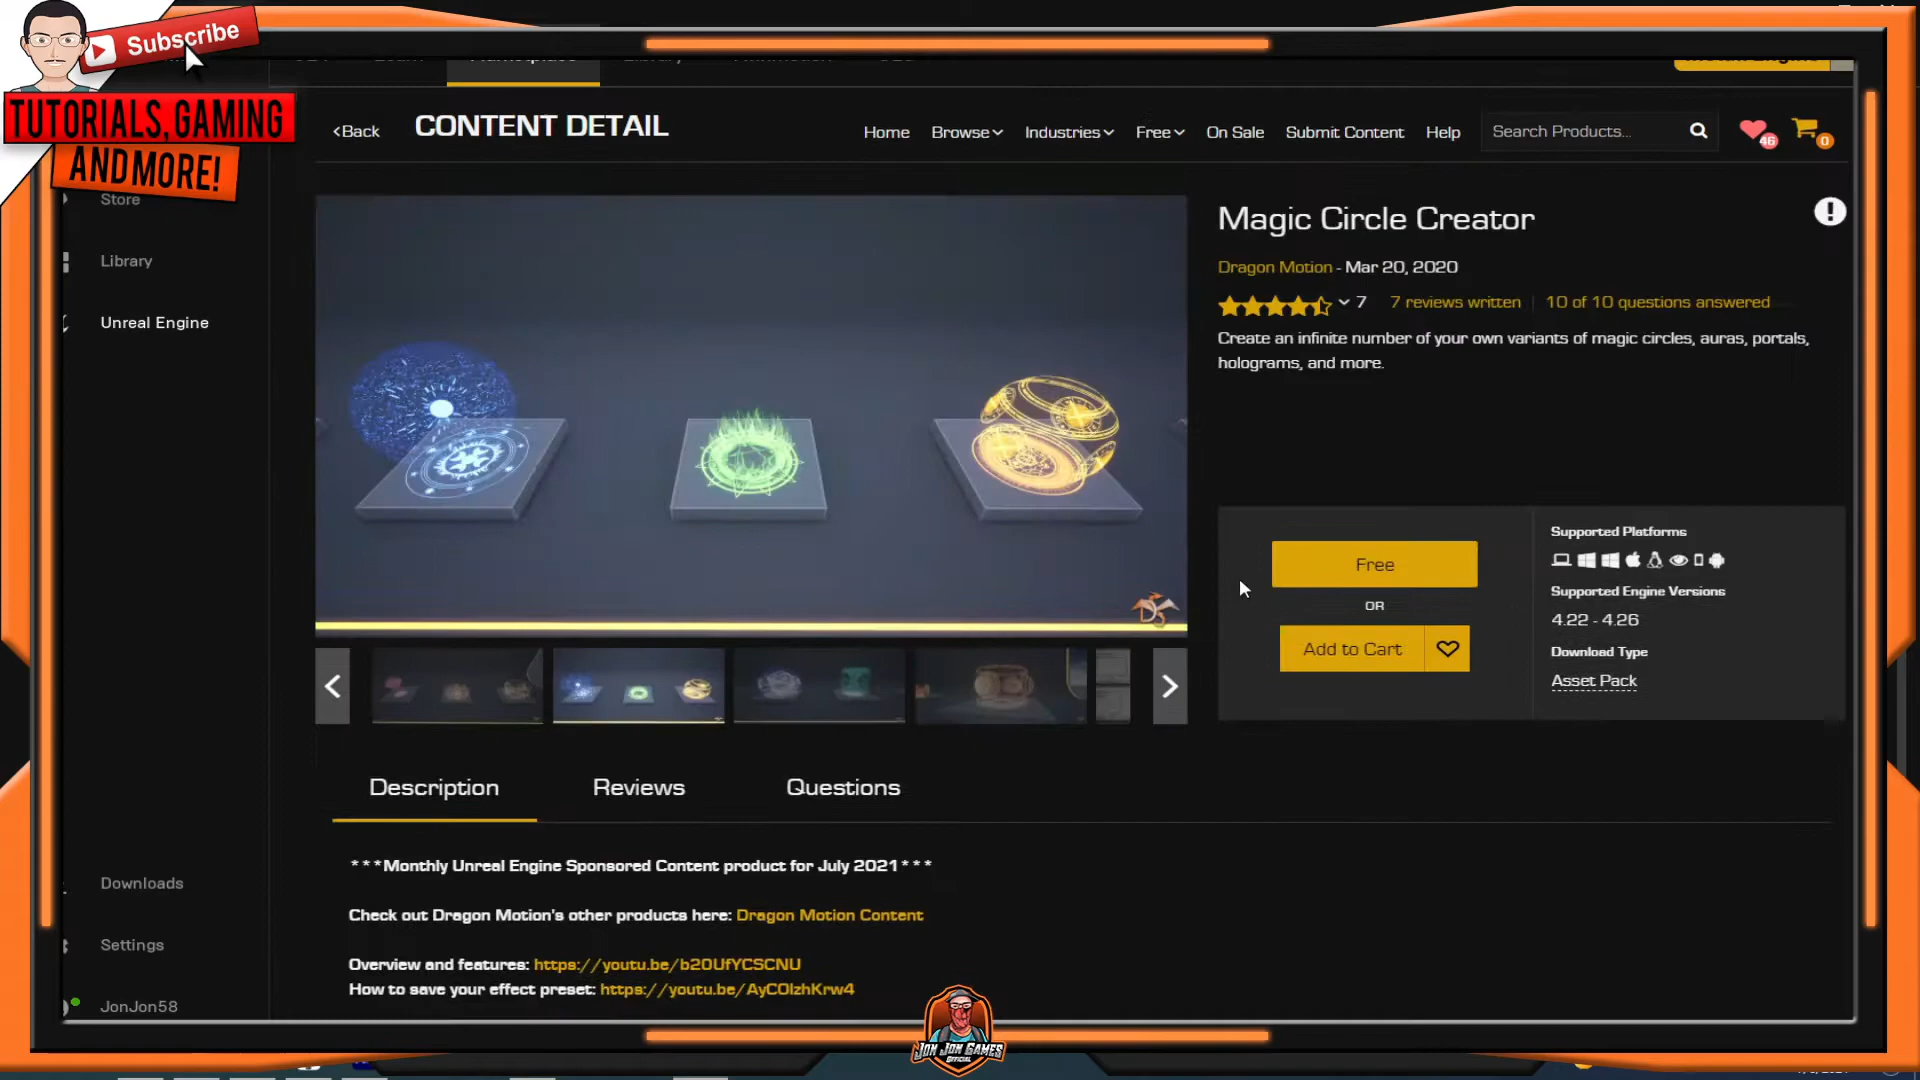 Subscribe
TUTORIALS, GAMING
AND MORE!
<Back
CONTENT DETAIL
Home
Browse
Industries
Free
On Sale
Submit Content
Help
Search Products...
46
0
Store
Library
Unreal Engine
Downloads
Settings
JonJon58
Magic Circle Creator
Dragon Motion - Mar 20, 2020
7
7 reviews written
10 of 10 questions answered
Create an infinite number of your own variants of magic circles, auras, portals,
holograms, and more.
Free
OR
Add to Cart
Supported Platforms
Supported Engine Versions
4.22 - 4.26
Download Type
Asset Pack
Description
Reviews
Questions
***Monthly Unreal Engine Sponsored Content product for July 2021***
Check out Dragon Motion's other products here: Dragon Motion Content
Overview and features: https://youtu.be/b20UfYCSCNU
How to save your effect preset: https://youtu.be/AyCOlzhKrw4
JON JON GAMES
OFFICIAL